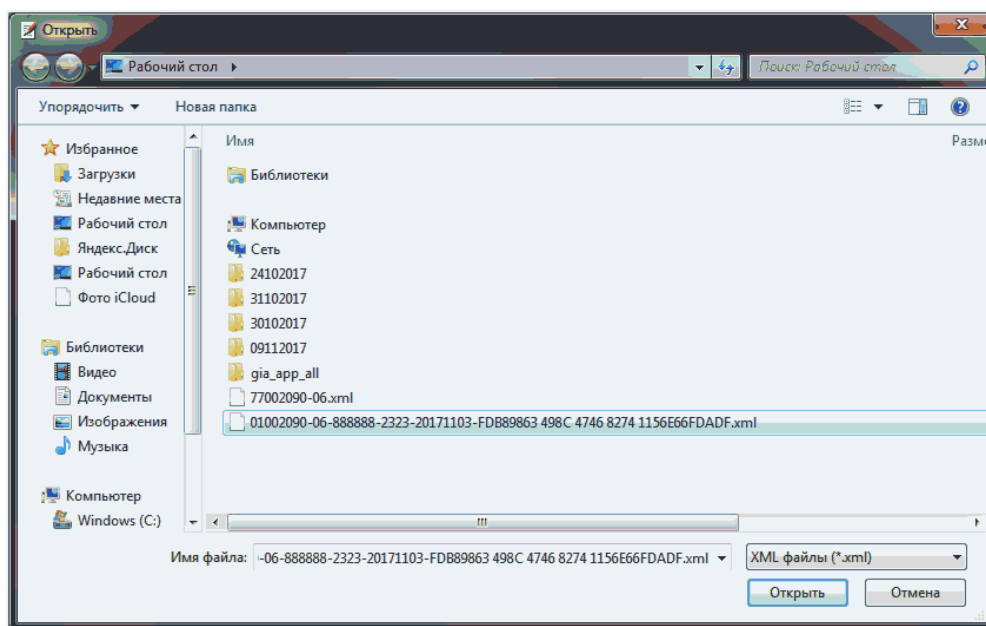 Открыть
Рабочий стол
Поиск: Рабочий стол
Упорядочить
Новая папка
Имя
Разме
Избранное
Загрузки
Недавние места
Рабочий стол
Яндекс.Диск
Рабочий стол
Фото iCloud
Библиотеки
Видео
Документы
Изображения
Музыка
Компьютер
Windows (C:)
Библиотеки
Компьютер
Сеть
24102017
31102017
30102017
09112017
gia_app_all
77002090-06.xml
01002090-06-888888-2323-20171103-FDB89863 498C 4746 8274 1156E66FDADF.xml
Имя файла: -06-888888-2323-20171103-FDB89863 498C 4746 8274 1156E66FDADF.xml
XML файлы (*.xml)
Открыть
Отмена